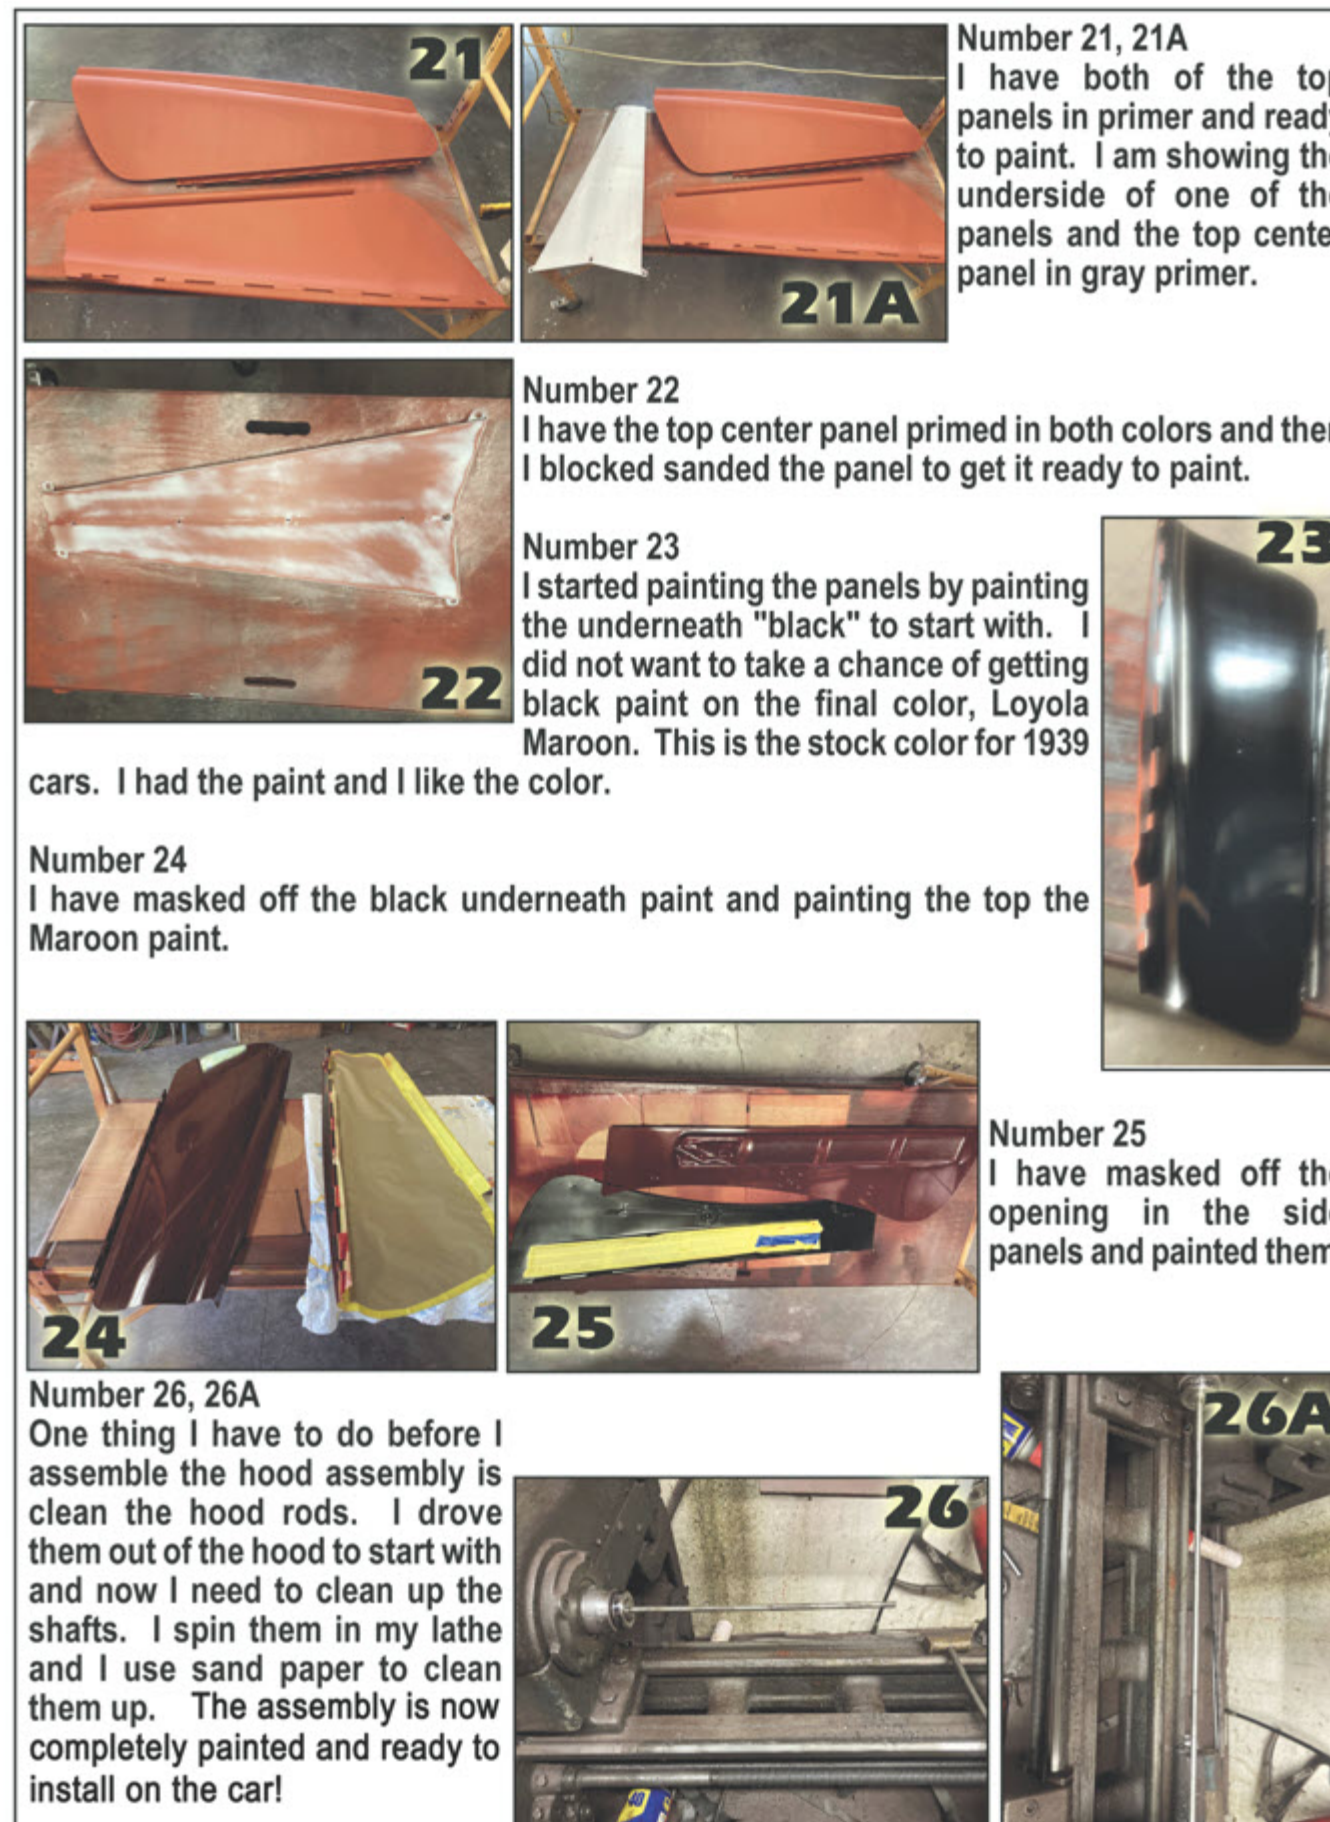 21
21A
Number 21, 21A
I have both of the top
panels in primer and ready
to paint. I am showing the
underside of one of the
panels and the top cente
panel in gray primer.
22
Number 22
I have the top center panel primed in both colors and then
I blocked sanded the panel to get it ready to paint.
Number 23
I started painting the panels by painting
the underneath "black" to start with. I
did not want to take a chance of getting
black paint on the final color, Loyola
Maroon. This is the stock color for 1939
cars. I had the paint and I like the color.
23
Number 24
I have masked off the black underneath paint and painting the top the
Maroon paint.
24
25
Number 25
I have masked off the
opening in the side
panels and painted them
Number 26, 26A
One thing I have to do before I
assemble the hood assembly is
clean the hood rods. I drove
them out of the hood to start with
and now I need to clean up the
shafts. I spin them in my lathe
and I use sand paper to clean
them up. The assembly is now
completely painted and ready to
install on the car!
26
40
26A